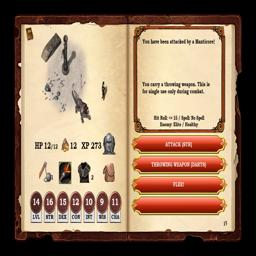 HP 12/12 12 XP 273
2
14 16 15 12 10 9 11
LVL STR DEX CON INT WIS CHA
You have been attacked by a Manticore!
You carry a throwing weapon. This is
for single use only during combat.
Hit Roll: <= 15 / Spell: No Spell
Enemy: Elite / Healthy
ATTACK [STR]
THROWING WEAPON [DARTS]
FLEE!